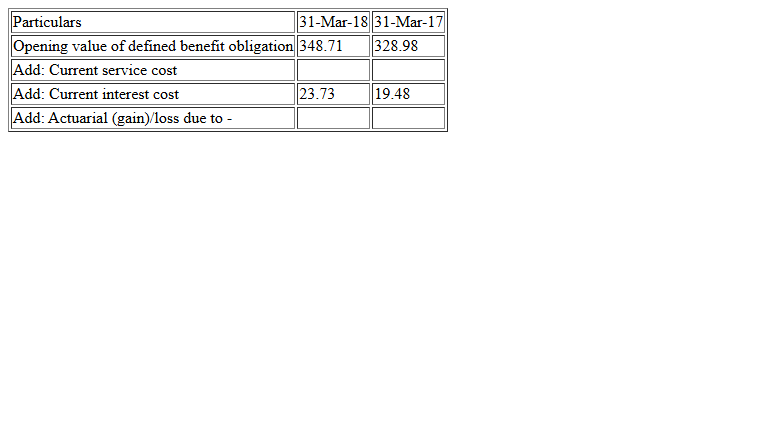 Particulars 31-Mar-18 31-Mar-17
Opening value of defined benefit obligation 348.71 328.98
Add: Current service cost
Add: Current interest cost 23.73 19.48
Add: Actuarial (gain)/loss due to -